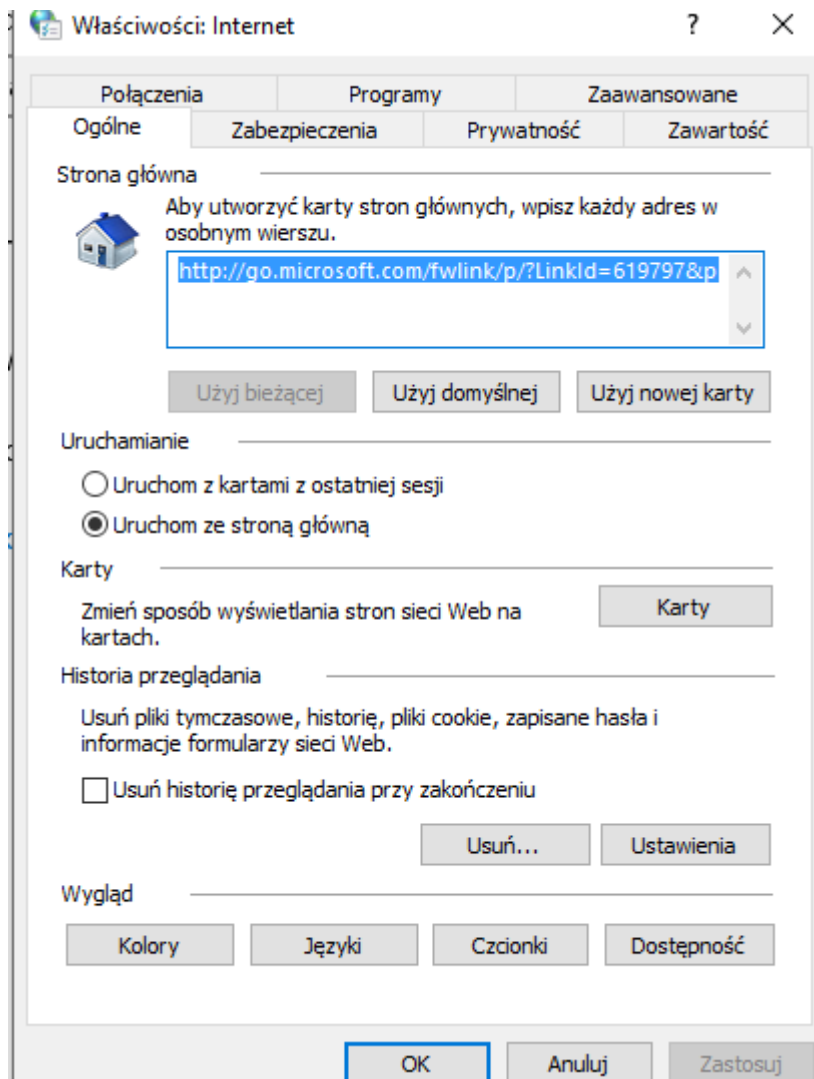 Właściwości: Internet
?
Połączenia
Programy
Zaawansowane
Ogólne
Zabezpieczenia
Prywatność
Zawartość
Strona główna
Aby utworzyć karty stron głównych, wpisz każdy adres w
osobnym wierszu.
http://go.microsoft.com/fwlink/p/?LinkId=619797&p
Użyj bieżącej
Użyj domyślnej
Użyj nowej karty
Uruchamianie
Uruchom z kartami z ostatniej sesji
Uruchom ze stroną główną
Karty
Zmień sposób wyświetlania stron sieci Web na
kartach.
Karty
Historia przeglądania
Usuń pliki tymczasowe, historię, pliki cookie, zapisane hasła i
informacje formularzy sieci Web.
Usuń historię przeglądania przy zakończeniu
Usuń...
Ustawienia
Wygląd
Kolory
Języki
Czcionki
Dostępność
OK
Anuluj
Zastosuj